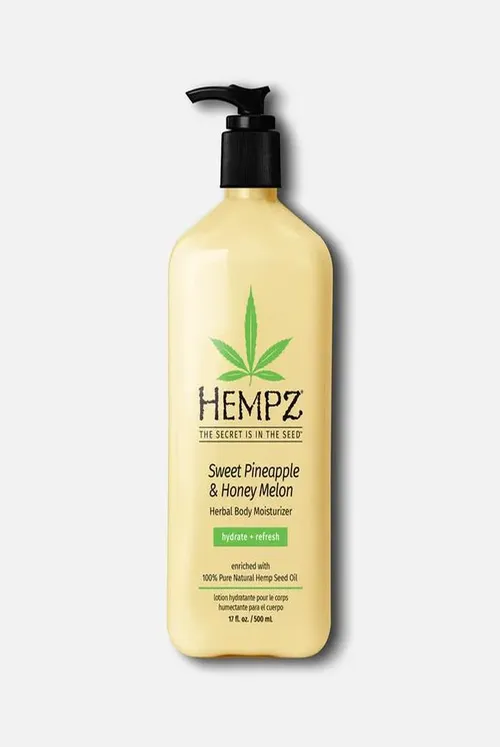 HEMPZ
THE SECRET IS IN THE SEED
Sweet Pineapple
& Honey Melon
Herbal Body Moisturizer
hydrate + refresh
enriched with
100% Pure Natural Hemp Seed Oil
lotion hydratante pour le corps
humectante para el cuerpo
17 fl. oz. / 500 mL